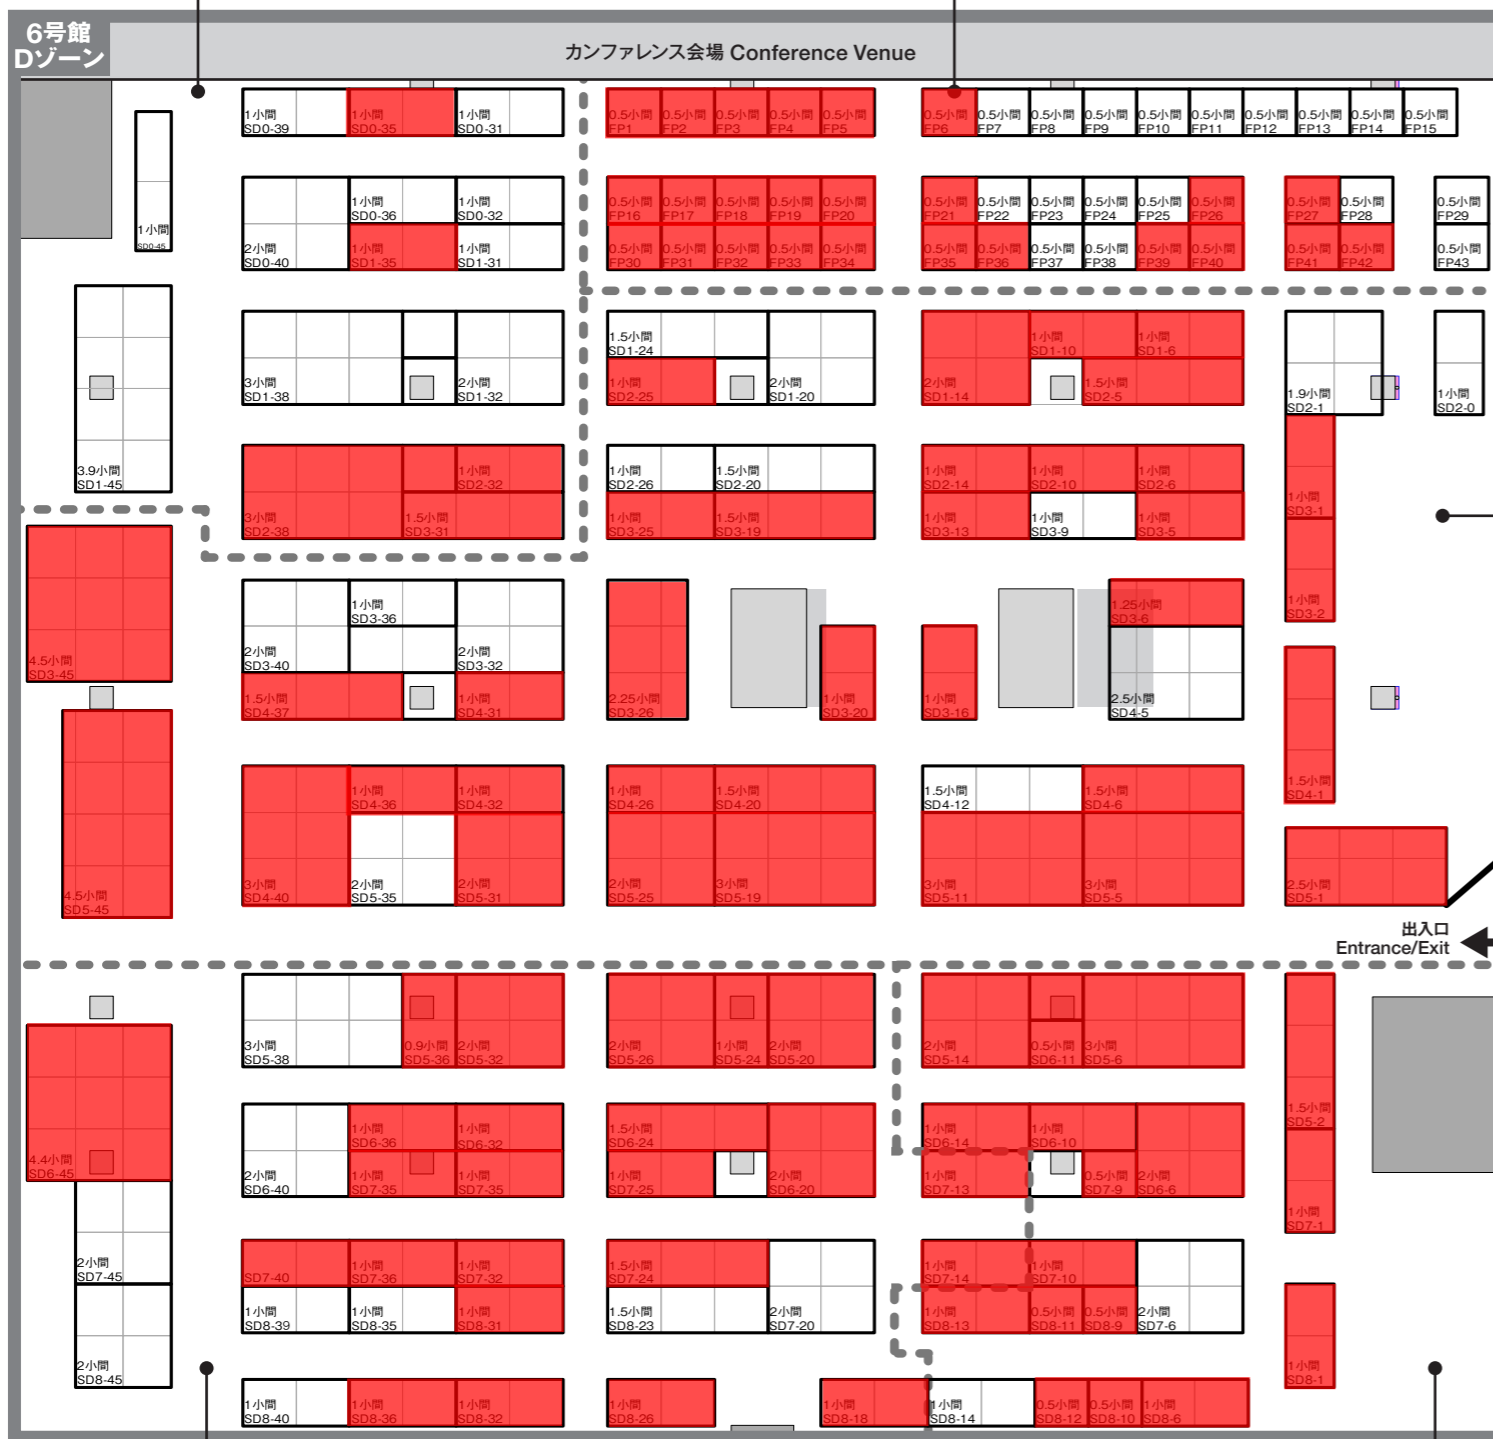 6号館
Dゾーン
カンファレンス会場 Conference Venue
1小間
SD0-39
1小間
SD0-35
1小間
SD0-31
0.5小間
FP1
0.5小間
FP2
0.5小間
FP3
0.5小間
FP4
0.5小間
FP5
0.5小間
FP6
0.5小間
FP7
0.5小間
FP8
0.5小間
FP9
0.5小間
FP10
0.5小間
FP11
0.5小間
FP12
0.5小間
FP13
0.5小間
FP14
0.5小間
FP15
1小間
SD0-45
2小間
SD0-40
1小間
SD0-36
1小間
SD0-32
1小間
SD1-35
1小間
SD1-31
0.5小間
FP16
0.5小間
FP17
0.5小間
FP18
0.5小間
FP19
0.5小間
FP20
0.5小間
FP21
0.5小間
FP22
0.5小間
FP23
0.5小間
FP24
0.5小間
FP25
0.5小間
FP26
0.5小間
FP27
0.5小間
FP28
0.5小間
FP29
0.5小間
FP30
0.5小間
FP31
0.5小間
FP32
0.5小間
FP33
0.5小間
FP34
0.5小間
FP35
0.5小間
FP36
0.5小間
FP37
0.5小間
FP38
0.5小間
FP39
0.5小間
FP40
0.5小間
FP41
0.5小間
FP42
0.5小間
FP43
3.9小間
SD1-45
3小間
SD1-38
2小間
SD1-32
1.5小間
SD1-24
1小間
SD2-25
2小間
SD1-20
2小間
SD1-14
1小間
SD1-10
1小間
SD1-6
1.5小間
SD2-5
1.9小間
SD2-1
1小間
SD2-0
3小間
SD2-38
1小間
SD2-32
1.5小間
SD3-31
1小間
SD2-26
1.5小間
SD2-20
1小間
SD3-25
1.5小間
SD3-19
1小間
SD2-14
1小間
SD2-10
1小間
SD2-6
1小間
SD3-13
1小間
SD3-9
1小間
SD3-5
1小間
SD3-1
1小間
SD3-2
4.5小間
SD3-45
2小間
SD3-40
1小間
SD3-36
2小間
SD3-32
1.5小間
SD4-37
1小間
SD4-31
2.25小間
SD3-26
1小間
SD3-20
1小間
SD3-16
1.25小間
SD3-6
2.5小間
SD4-5
1.5小間
SD4-1
4.5小間
SD5-45
3小間
SD4-40
1小間
SD4-36
1小間
SD4-32
2小間
SD5-35
2小間
SD5-31
1小間
SD4-26
1.5小間
SD4-20
2小間
SD5-25
3小間
SD5-19
1.5小間
SD4-12
1.5小間
SD4-6
3小間
SD5-11
3小間
SD5-5
2.5小間
SD5-1
出入口
Entrance/Exit
3小間
SD5-38
0.9小間
SD5-36
2小間
SD5-32
2小間
SD5-26
1小間
SD5-24
2小間
SD5-20
2小間
SD5-14
0.5小間
SD6-11
3小間
SD5-6
1.5小間
SD5-2
4.4小間
SD6-45
2小間
SD6-40
1小間
SD6-36
1小間
SD6-32
1小間
SD7-35
1小間
SD7-35
1.5小間
SD6-24
1小間
SD7-25
2小間
SD6-20
1小間
SD6-14
1小間
SD6-10
1小間
SD7-13
0.5小間
SD7-9
2小間
SD6-6
1小間
SD7-1
2小間
SD7-45
SD7-40
1小間
SD7-36
1小間
SD7-32
1小間
SD8-39
1小間
SD8-35
1小間
SD8-31
1.5小間
SD7-24
1.5小間
SD8-23
2小間
SD7-20
1小間
SD7-14
1小間
SD7-10
1小間
SD8-13
0.5小間
SD8-11
0.5小間
SD8-9
2小間
SD7-6
2小間
SD8-45
1小間
SD8-1
1小間
SD8-40
1小間
SD8-36
1小間
SD8-32
1小間
SD8-26
1小間
SD8-18
1小間
SD8-14
0.5小間
SD8-12
0.5小間
SD8-10
1小間
SD8-6